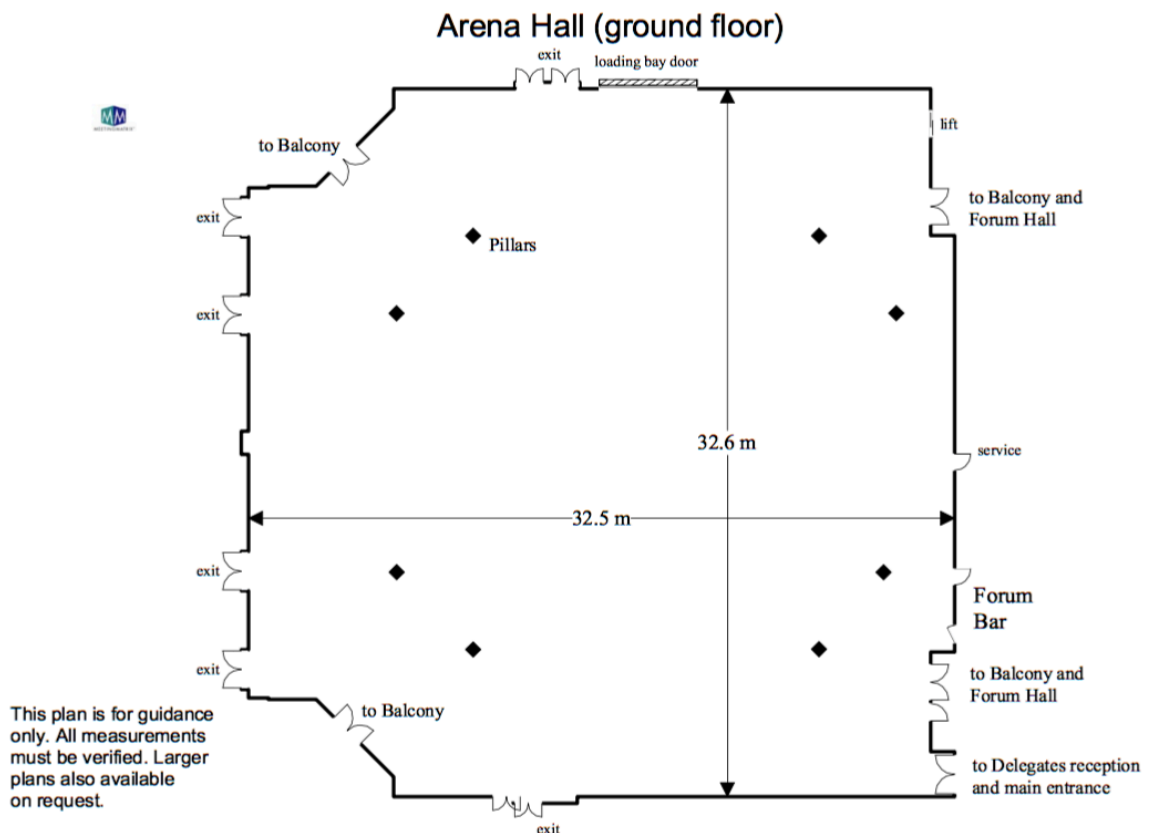 Arena Hall (ground floor)
exit
loading bay door
lift
to Balcony
to Balcony and
Forum Hall
exit
Pillars
exit
32.6 m
service
32.5 m
exit
Forum
Bar
exit
to Balcony and
Forum Hall
to Balcony
This plan is for guidance
only. All measurements
must be verified. Larger
plans also available
on request.
to Delegates reception
and main entrance
exit